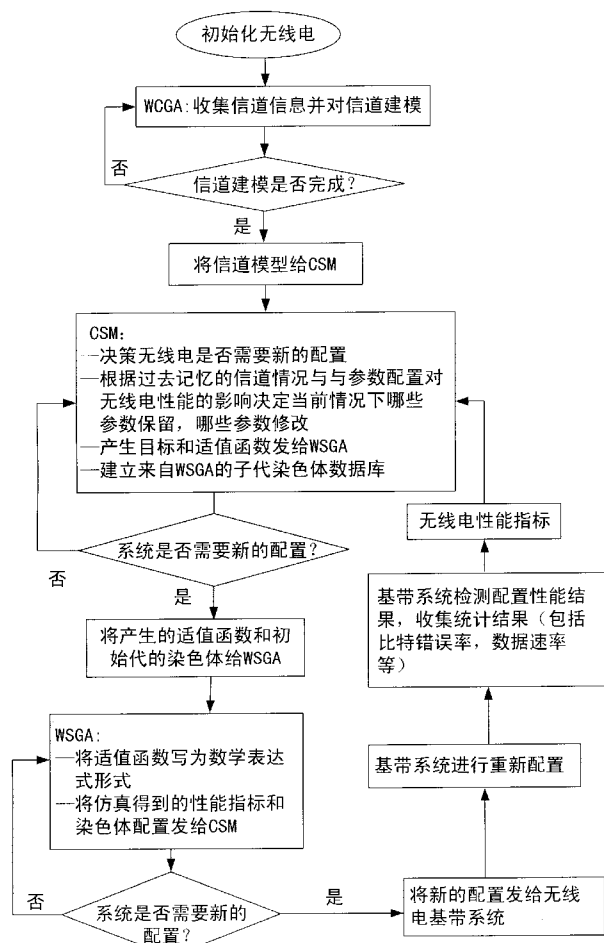 初始化无线电
WCGA:收集信道信息并对信道建模
否
信道建模是否完成?
是
将信道模型给CSM
CSM:
—决策无线电是否需要新的配置
—根据过去记忆的信道情况与与参数配置对
无线电性能的影响决定当前情况下哪些
参数保留，哪些参数修改
—产生目标和适值函数发给WSGA
—建立来自WSGA的子代染色体数据库
系统是否需要新的配置?
否
是
将产生的适值函数和初
始代的染色体给WSGA
WSGA:
—将适值函数写为数学表达
式形式
—将仿真得到的性能指标和
染色体配置发给CSM
否
系统是否需要新的
配置?
是
将新的配置发给无线
电基带系统
基带系统进行重新配置
基带系统检测配置性能结
果，收集统计结果（包括
比特错误率，数据速率
等）
无线电性能指标